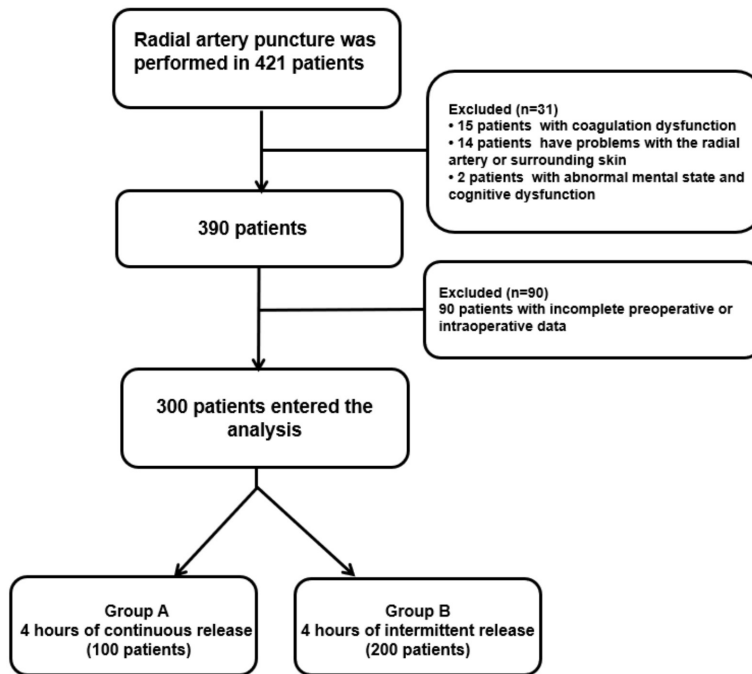 Radial artery puncture was
performed in 421 patients
Excluded (n=31)
• 15 patients with coagulation dysfunction
• 14 patients have problems with the radial
artery or surrounding skin
• 2 patients with abnormal mental state and
cognitive dysfunction
390 patients
Excluded (n=90)
90 patients with incomplete preoperative or
intraoperative data
300 patients entered the
analysis
Group A
4 hours of continuous release
(100 patients)
Group B
4 hours of intermittent release
(200 patients)